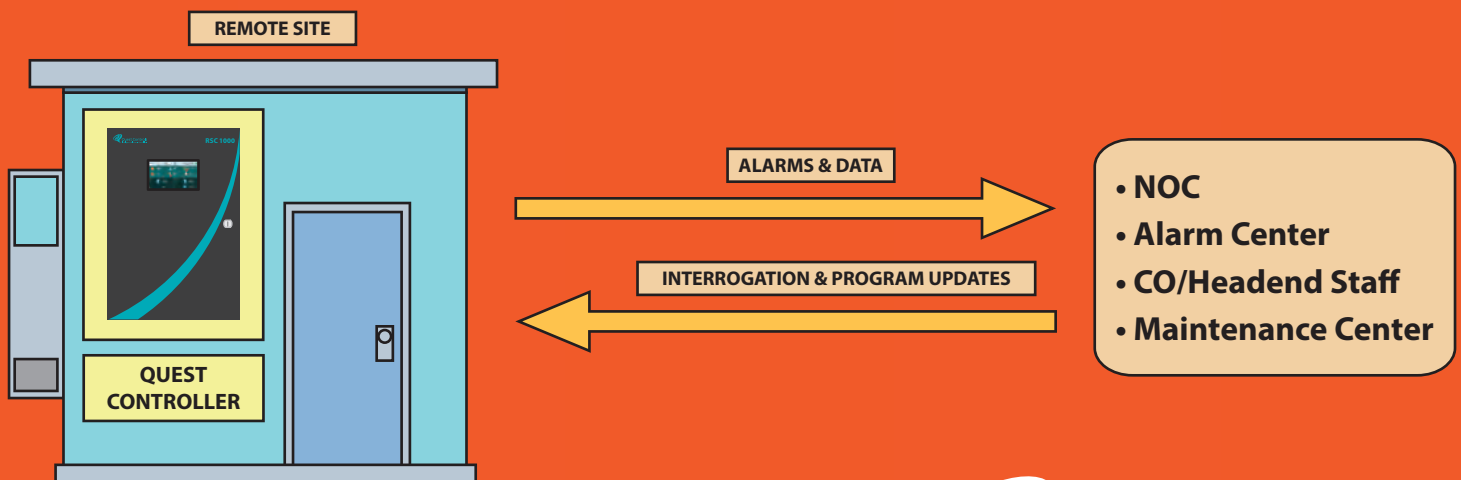 REMOTE SITE
RSC 1000
ALARMS & DATA
INTERROGATION & PROGRAM UPDATES
QUEST
CONTROLLER
• NOC
• Alarm Center
• CO/Headend Staff
• Maintenance Center